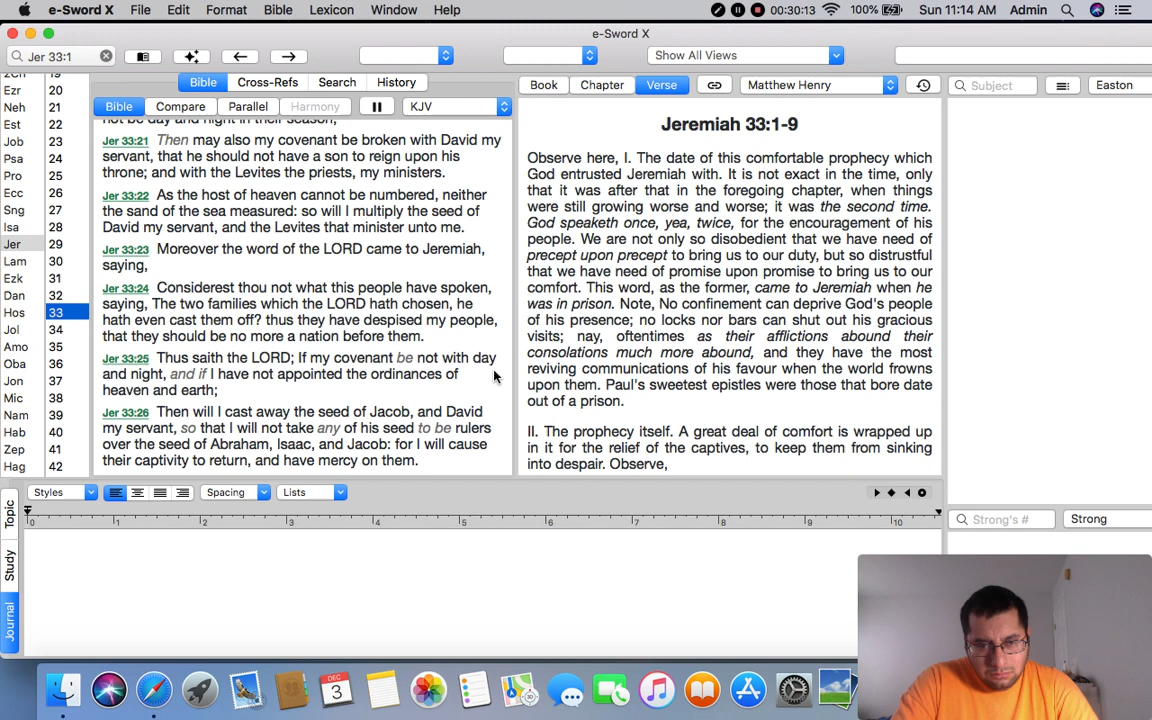 e-Sword X File Edit Format Bible Lexicon Window Help 00:30:13 100% Sun 11:14 AM Admin
e-Sword X
Jer 33:1 Show All Views
Bible Cross-Refs Search History
Book Chapter Verse Matthew Henry Subject Easton
Bible Compare Parallel Harmony KJV
Ezr 20
Neh 21
Est 22
Job 23
Psa 24
Pro 25
Ecc 26
Sng 27
Isa 28
Jer 29
Lam 30
Ezk 31
Dan 32
Hos 33
Jol 34
Amo 35
Oba 36
Jon 37
Mic 38
Nam 39
Hab 40
Zep 41
Hag 42
not be day and night in their season;
Jer 33:21 Then may also my covenant be broken with David my
servant, that he should not have a son to reign upon his
throne; and with the Levites the priests, my ministers.
Jer 33:22 As the host of heaven cannot be numbered, neither
the sand of the sea measured: so will I multiply the seed of
David my servant, and the Levites that minister unto me.
Jer 33:23 Moreover the word of the LORD came to Jeremiah,
saying,
Jer 33:24 Considerest thou not what this people have spoken,
saying, The two families which the LORD hath chosen, he
hath even cast them off? thus they have despised my people,
that they should be no more a nation before them.
Jer 33:25 Thus saith the LORD; If my covenant be not with day
and night, and if I have not appointed the ordinances of
heaven and earth;
Jer 33:26 Then will I cast away the seed of Jacob, and David
my servant, so that I will not take any of his seed to be rulers
over the seed of Abraham, Isaac, and Jacob: for I will cause
their captivity to return, and have mercy on them.
Jeremiah 33:1-9
Observe here, I. The date of this comfortable prophecy which
God entrusted Jeremiah with. It is not exact in the time, only
that it was after that in the foregoing chapter, when things
were still growing worse and worse; it was the second time.
God speaketh once, yea, twice, for the encouragement of his
people. We are not only so disobedient that we have need of
precept upon precept to bring us to our duty, but so distrustful
that we have need of promise upon promise to bring us to our
comfort. This word, as the former, came to Jeremiah when he
was in prison. Note, No confinement can deprive God's people
of his presence; no locks nor bars can shut out his gracious
visits; nay, oftentimes as their afflictions abound their
consolations much more abound, and they have the most
reviving communications of his favour when the world frowns
upon them. Paul's sweetest epistles were those that bore date
out of a prison.
II. The prophecy itself. A great deal of comfort is wrapped up
in it for the relief of the captives, to keep them from sinking
into despair. Observe,
Styles Spacing Lists
Strong's # Strong
0 1 2 3 4 5 6 7 8 9 10
Topic
Study
Journal
DEC
3